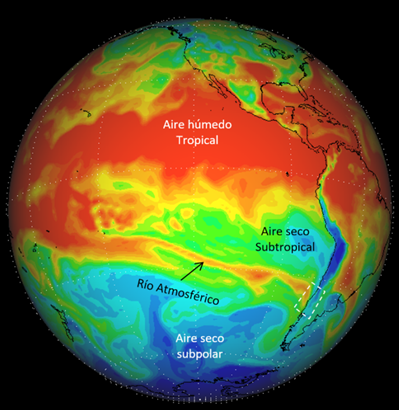 Aire húmedo
Tropical
Aire seco
Subtropical
Río Atmosférico
Aire seco
subpolar